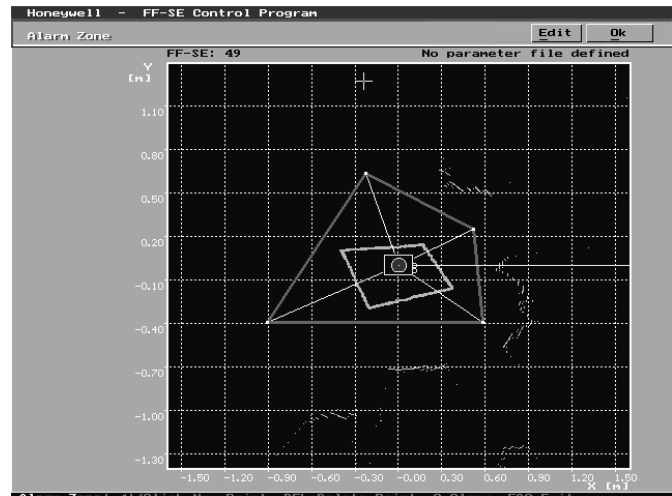 Honeywell - FF-SE Control Program
Alarm Zone Edit Ok
FF-SE: 49 No parameter file defined
Y
[m]
1.10
0.80
0.50
0.20
-0.10
-0.40
-0.70
-1.00
-1.30
-1.50 -1.20 -0.90 -0.60 -0.30 -0.00 0.30 0.60 0.90 1.20 1.50
X [m]